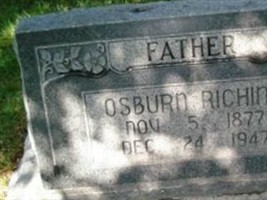 FATHER
OSBURN RICHIN
NOV 5, 1877
DEC 24, 1947